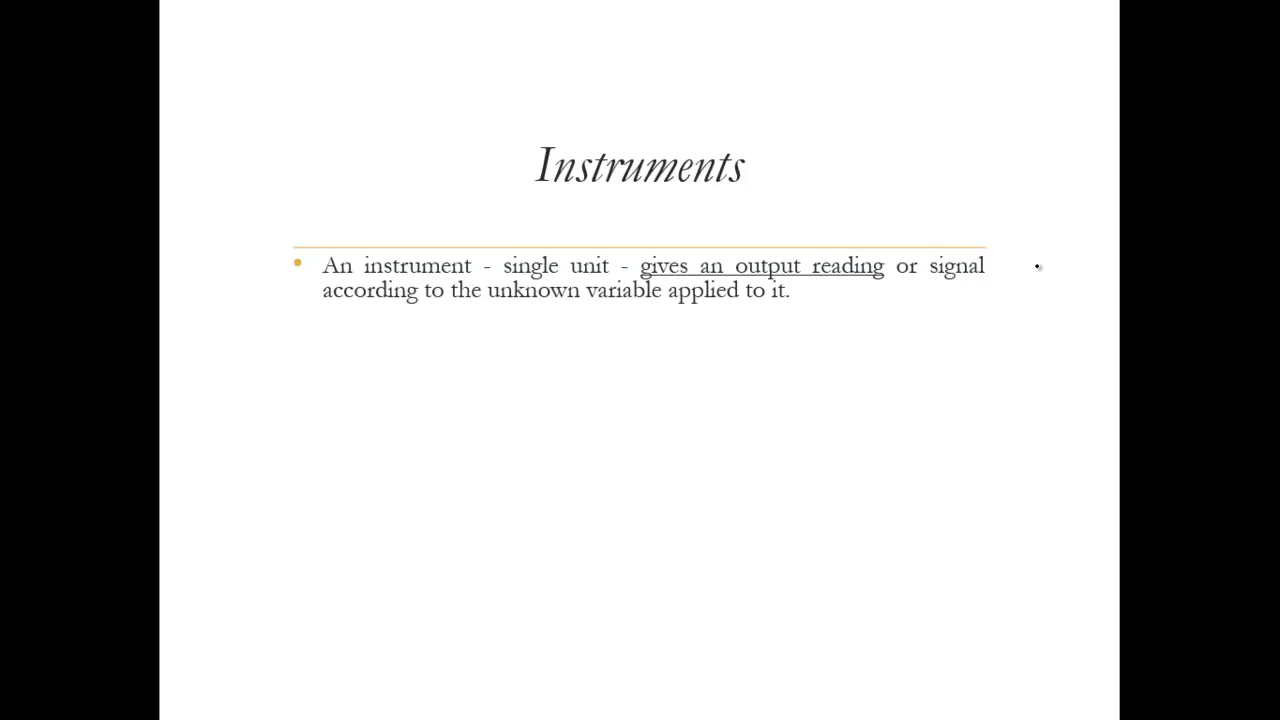 Instruments
• An instrument - single unit - gives an output reading or signal
according to the unknown variable applied to it.